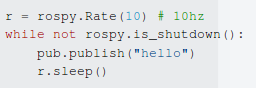 r = rospy.Rate(10) # 10hz
while not rospy.is_shutdown():
    pub.publish("hello")
    r.sleep()